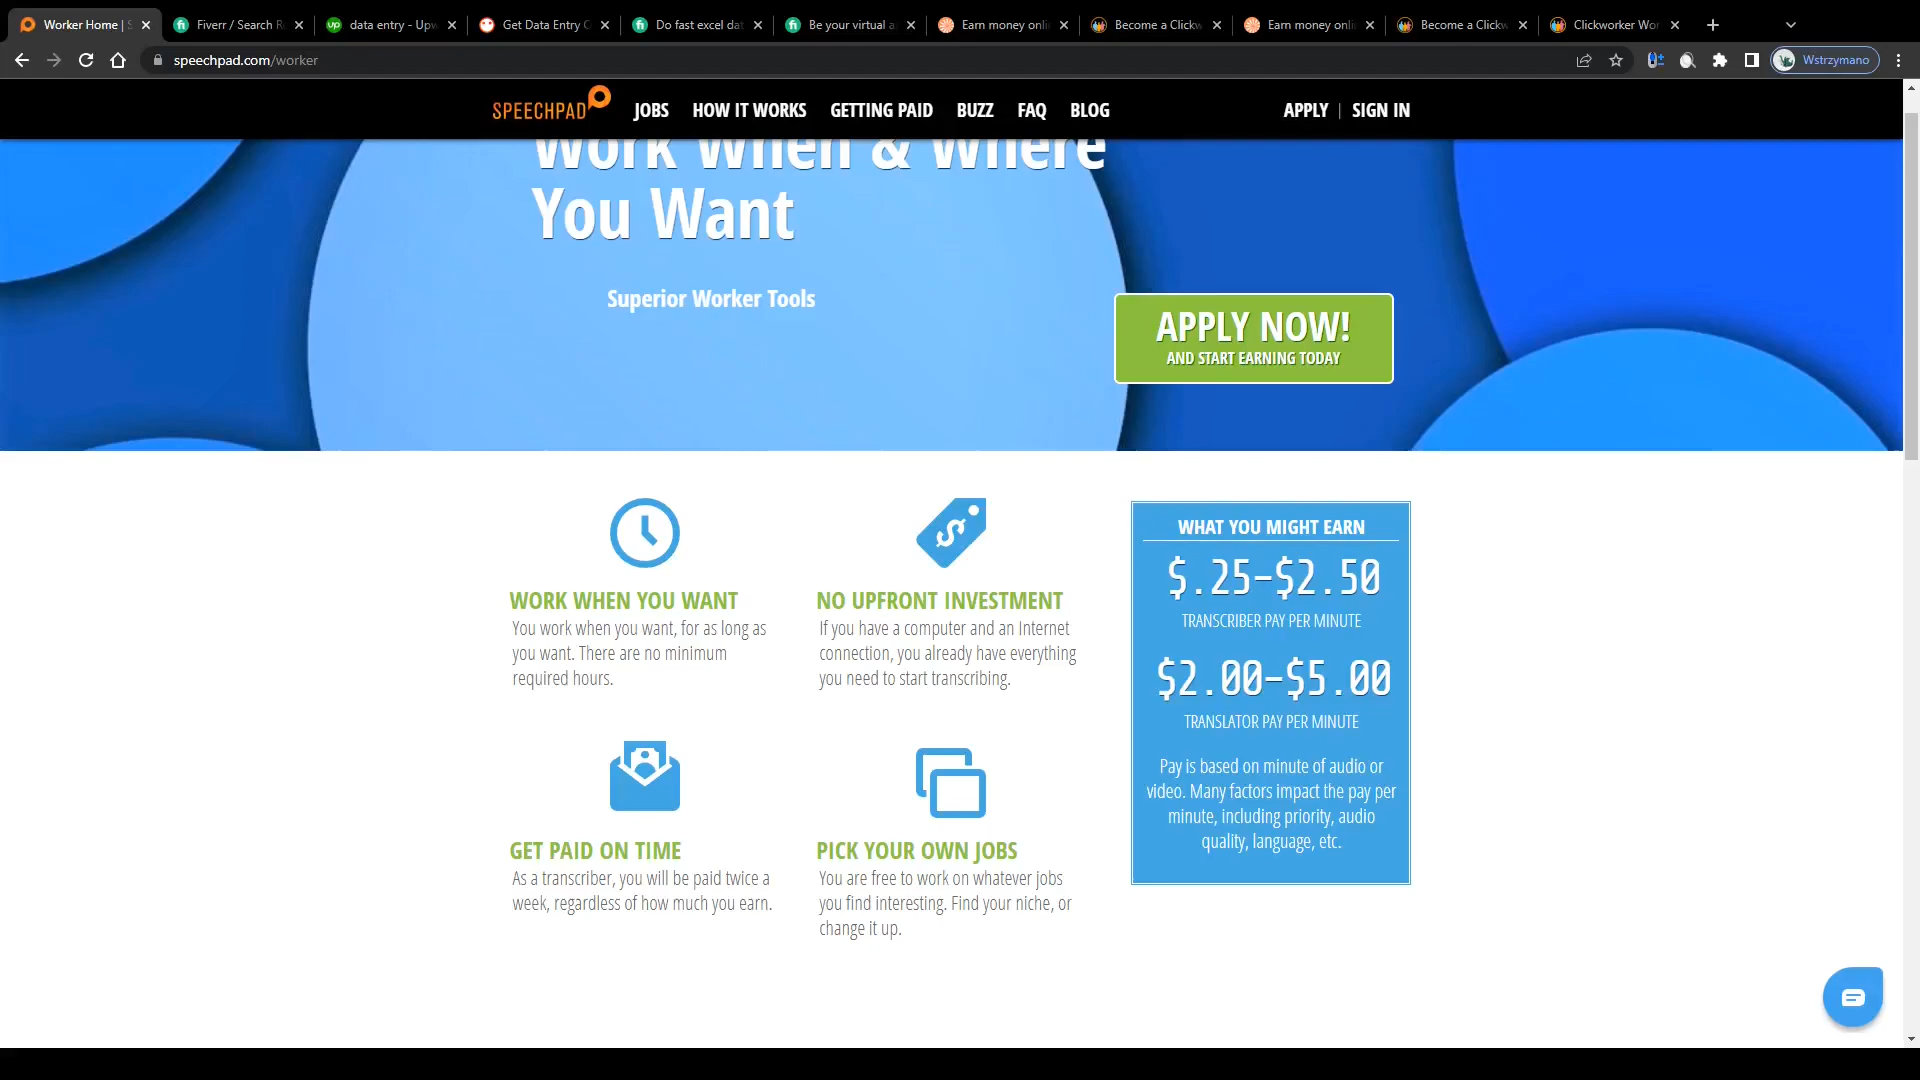 Worker Home | S
Fiverr / Search R
data entry - Upw
Get Data Entry
Do fast excel dat
Be your virtual a
Earn money onli
Become a Clickw
Earn money onli
Become a Clickw
Clickworker Wor
speechpad.com/worker
Wstrzymano
SPEECHPAD
JOBS
HOW IT WORKS
GETTING PAID
BUZZ
FAQ
BLOG
APPLY | SIGN IN
Work When & Where
You Want
Superior Worker Tools
APPLY NOW!
AND START EARNING TODAY
WORK WHEN YOU WANT
You work when you want, for as long as
you want. There are no minimum
required hours.
NO UPFRONT INVESTMENT
If you have a computer and an Internet
connection, you already have everything
you need to start transcribing.
GET PAID ON TIME
As a transcriber, you will be paid twice a
week, regardless of how much you earn.
PICK YOUR OWN JOBS
You are free to work on whatever jobs
you find interesting. Find your niche, or
change it up.
WHAT YOU MIGHT EARN
$.25-$2.50
TRANSCRIBER PAY PER MINUTE
$2.00-$5.00
TRANSLATOR PAY PER MINUTE
Pay is based on minute of audio or
video. Many factors impact the pay per
minute, including priority, audio
quality, language, etc.